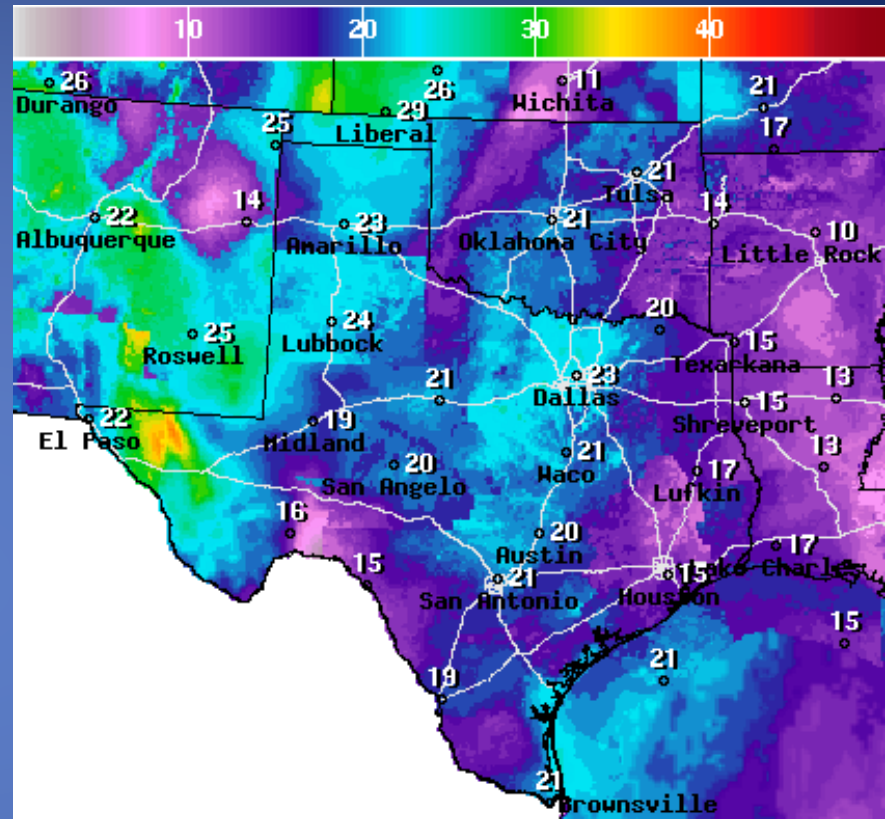 10 20 30 40
26 26 11 21
Durango Wichita
25 29 17
Liberal
21
Tulsa
22 14 23 21 14 10
Albuquerque Amarillo Oklahoma City Little Rock
25 24 20
Roswell Lubbock Texarkana 15
22 19 21 23 15 13
El Paso Midland Dallas Shreveport
20 21 17 13
San Angelo Waco Lufkin
16 20 17
Austin Lake Charles
15 21 15
San Antonio Houston
15
19 21
21
Brownsville